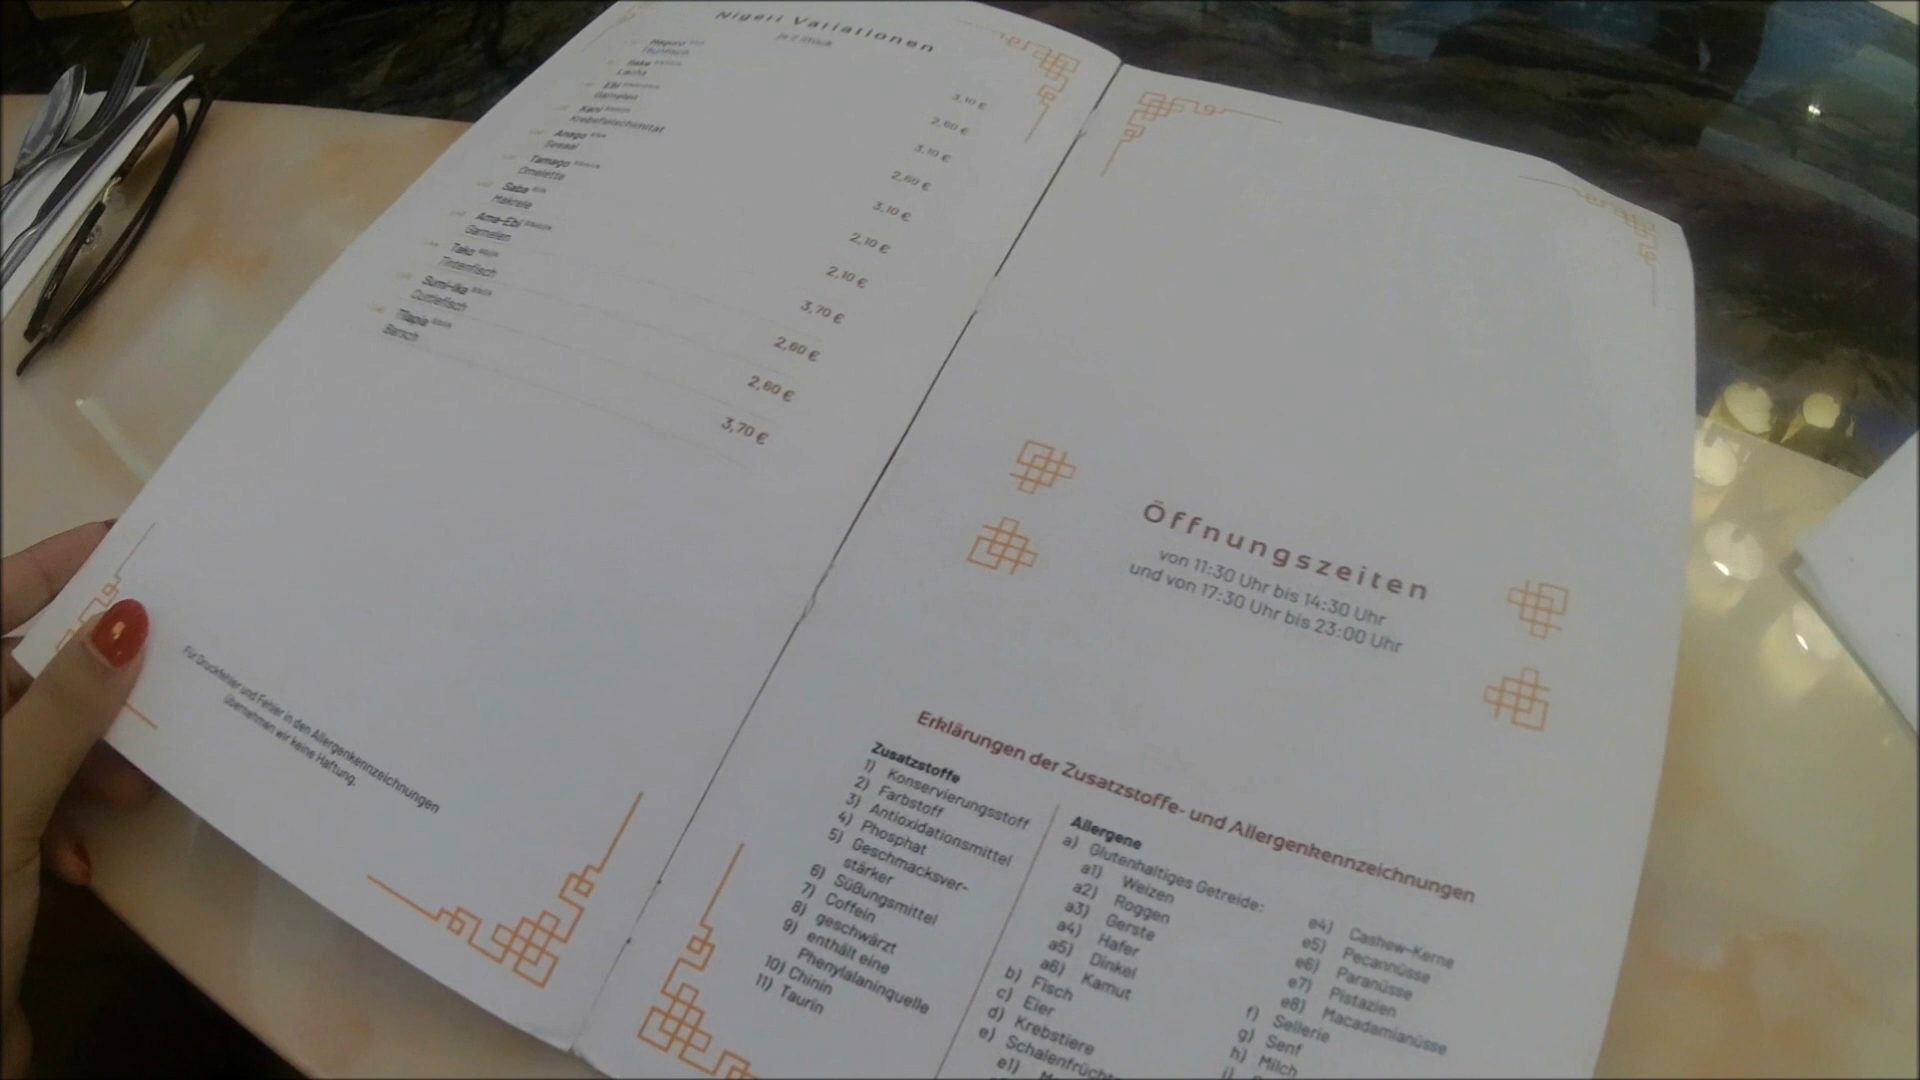 Nigeri Variationen
je 2 Stück
Thunfisch 3,10 €
Sake
Lachs 2,60 €
Ebi
Garnelen 3,10 €
Kani
Krebsfleischimitat 2,60 €
Anago
Seeaal 3,10 €
Tamago
Omelette 2,10 €
Saba
Makrele 2,10 €
Ama-Ebi
Garnelen 3,70 €
Tako
Tintenfisch 2,60 €
Sumi-Ika
Cuttlefisch 2,60 €
Tilapia
Barsch 3,70 €
Für Druckfehler und Fehler in den Allergenkennzeichnungen
übernehmen wir keine Haftung.
Öffnungszeiten
von 11:30 Uhr bis 14:30 Uhr
und von 17:30 Uhr bis 23:00 Uhr
Erklärungen der Zusatzstoffe- und Allergenkennzeichnungen
Zusatzstoffe
1) Konservierungsstoff
2) Farbstoff
3) Antioxidationsmittel
4) Phosphat
5) Geschmacksver-
stärker
6) Süßungsmittel
7) Coffein
8) geschwärzt
9) enthält eine
Phenylalaninquelle
10) Chinin
11) Taurin
Allergene
a) Glutenhaltiges Getreide:
a1) Weizen
a2) Roggen
a3) Gerste
a4) Hafer
a5) Dinkel
a6) Kamut
b) Fisch
c) Eier
d) Krebstiere
e) Schalenfrüchte
e1)
e4) Cashew-Kerne
e5) Pecannüsse
e6) Paranüsse
e7) Pistazien
e8) Macadamianüsse
f) Sellerie
g) Senf
h) Milch
i)